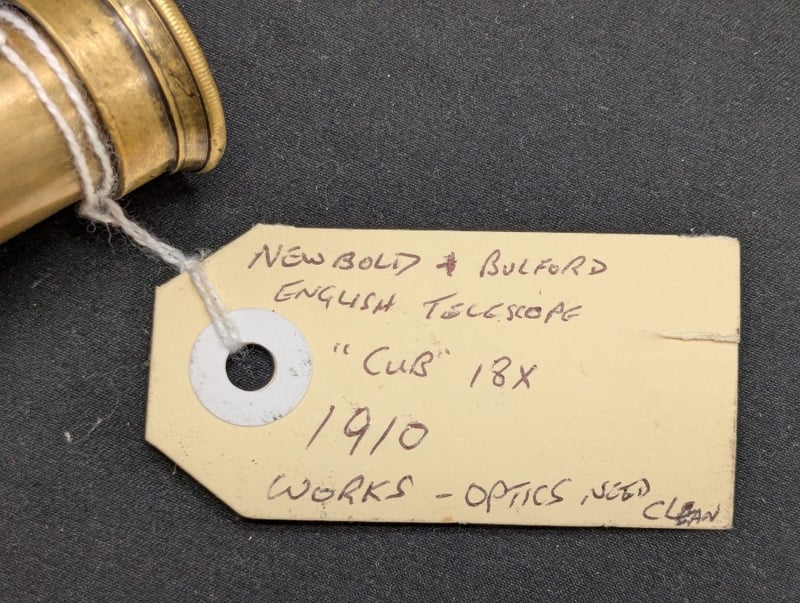 NEWBOLD & BULFORD
ENGLISH TELESCOPE
"CUB" 18X
1910
WORKS - OPTICS NEED
CLEAN